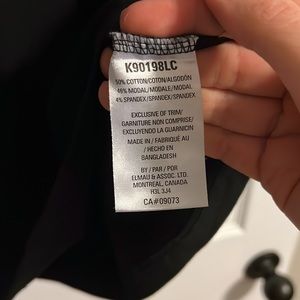 K90198LC
50% COTTON/COTON/ALGODÓN
46% MODAL/MODALE/MODAL
4% SPANDEX/SPANDEX/SPANDEX
EXCLUSIVE OF TRIM/
GARNITURE NON COMPRISE/
EXCLUYENDO LA GUARNICIN
MADE IN / FABRIQUÉ AU
/ HECHO EN
BANGLADESH
BY / PAR / POR
ELMAU & ASSOC. LTD.
MONTREAL, CANADA
H3L 3J4
CA#09073